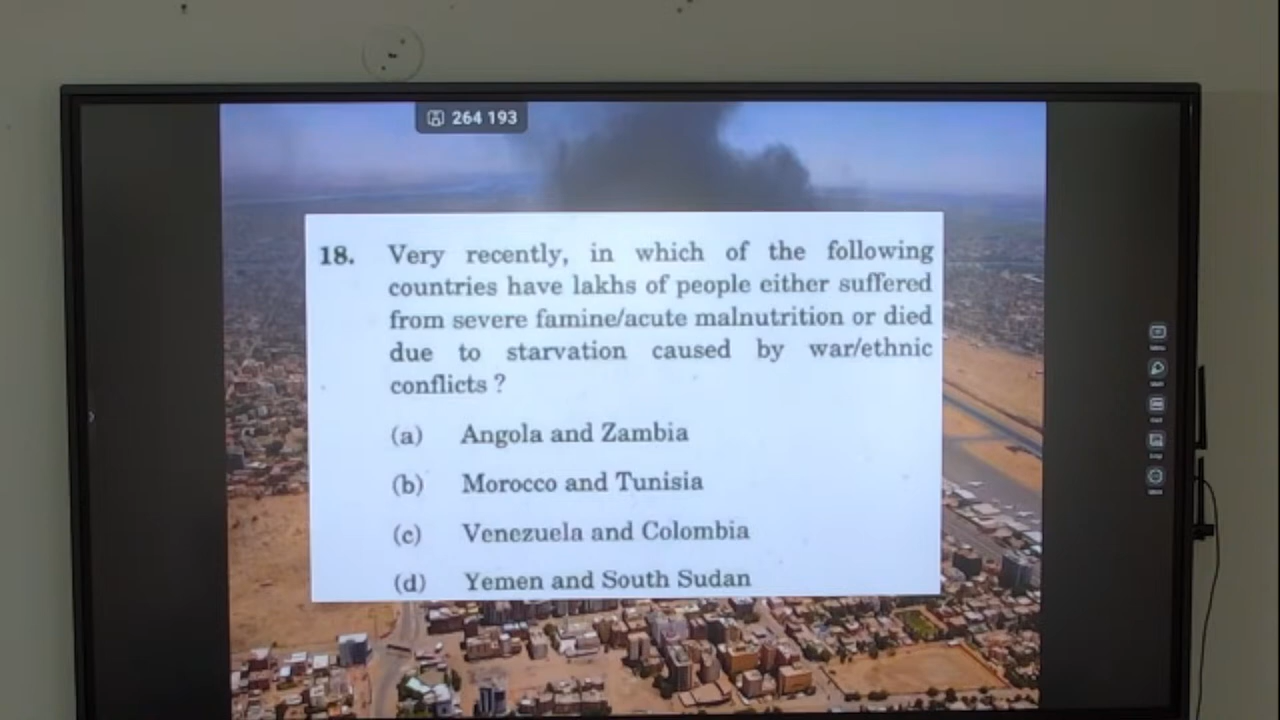 264 193
18. Very recently, in which of the following
countries have lakhs of people either suffered
from severe famine/acute malnutrition or died
due to starvation caused by war/ethnic
conflicts ?
(a) Angola and Zambia
(b) Morocco and Tunisia
(c) Venezuela and Colombia
(d) Yemen and South Sudan